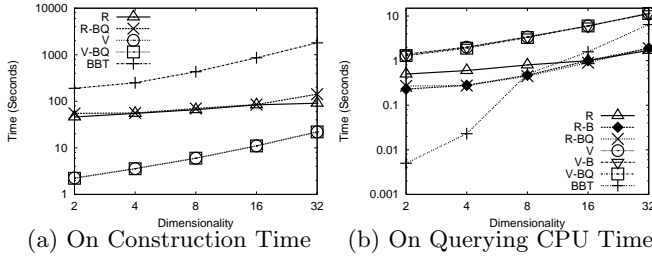 R
R-BQ
V
V-BQ
BBT
Time (Seconds)
10000
1000
100
10
1
2 4 8 16 32
Dimensionality
(a) On Construction Time
Time (Seconds)
10
1
0.1
0.01
0.001
R
R-B
R-BQ
V
V-B
V-BQ
BBT
2 4 8 16 32
Dimensionality
(b) On Querying CPU Time